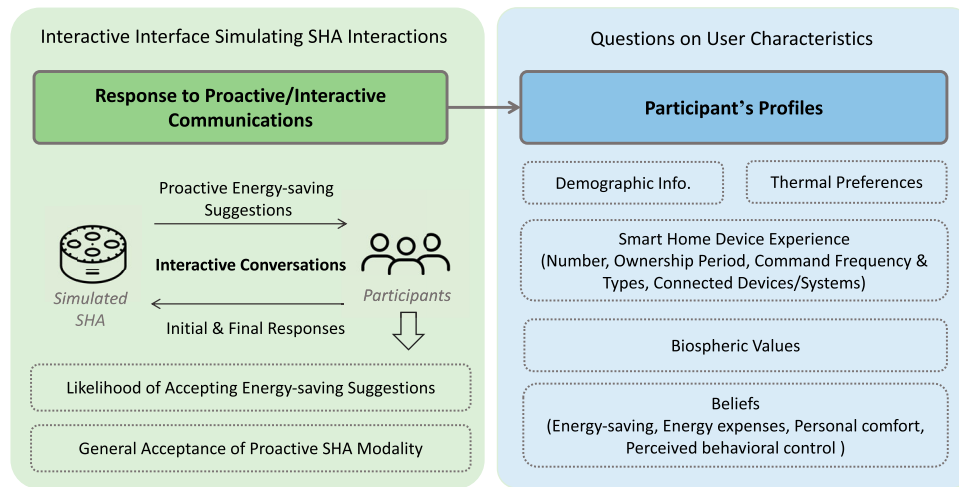 Interactive Interface Simulating SHA Interactions
Response to Proactive/Interactive
Communications
Proactive Energy-saving
Suggestions
Interactive Conversations
Simulated
SHA
Participants
Initial & Final Responses
Likelihood of Accepting Energy-saving Suggestions
General Acceptance of Proactive SHA Modality
Questions on User Characteristics
Participant's Profiles
Demographic Info.
Thermal Preferences
Smart Home Device Experience
(Number, Ownership Period, Command Frequency &
Types, Connected Devices/Systems)
Biospheric Values
Beliefs
(Energy-saving, Energy expenses, Personal comfort,
Perceived behavioral control )